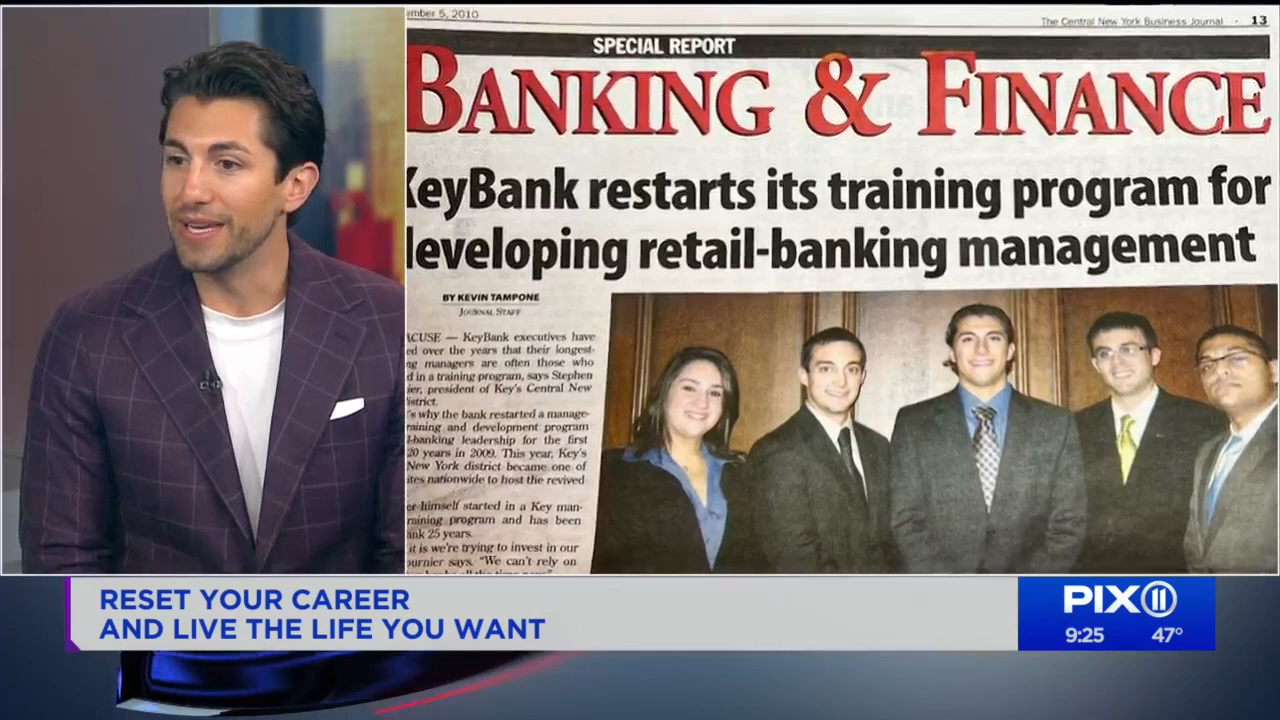 ember 5, 2010
The Central New York Business Journal · 13
SPECIAL REPORT
BANKING & FINANCE
KeyBank restarts its training program for
developing retail-banking management
BY KEVIN TAMPONE
JOURNAL STAFF
ACUSE — KeyBank executives have
ed over the years that their longest-
ng managers are often those who
d in a training program, says Stephen
ier, president of Key's Central New
istrict.
's why the bank restarted a manage-
raining and development program
l-banking leadership for the first
20 years in 2009. This year, Key's
New York district became one of
ites nationwide to host the revived
er himself started in a Key man-
raining program and has been
ank 25 years.
it is we're trying to invest in our
ournier says. "We can't rely on
RESET YOUR CAREER
AND LIVE THE LIFE YOU WANT
PIX11
9:25 47°